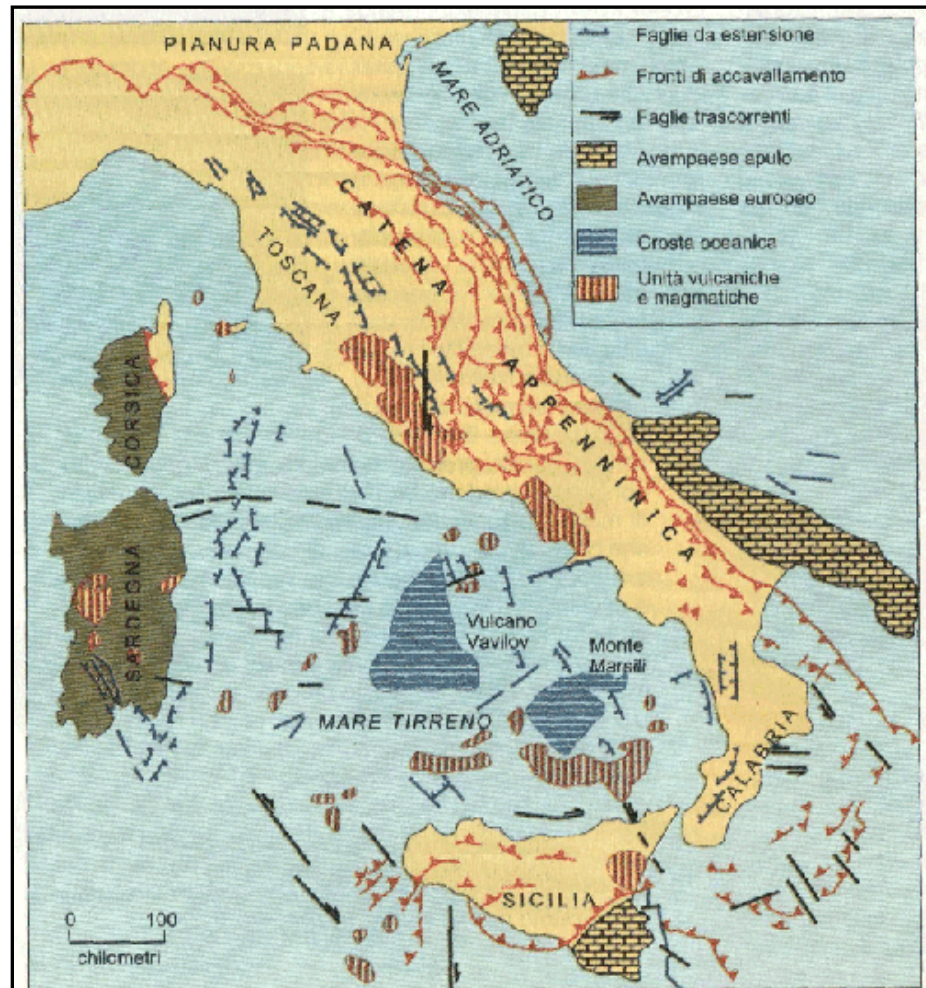 PIANURA PADANA
MARE ADRIATICO
Faglie da estensione
Fronti di accavallamento
Faglie trascorrenti
Avampaese apulo
Avampaese europeo
Crosta oceanica
Unità vulcaniche
e magmatiche
CATENA
TOSCANA
APPENNINICA
CORSICA
SARDEGNA
Vulcano
Vavilov
Monte
Marsili
MARE TIRRENO
CALABRIA
SICILIA
0 100
chilometri